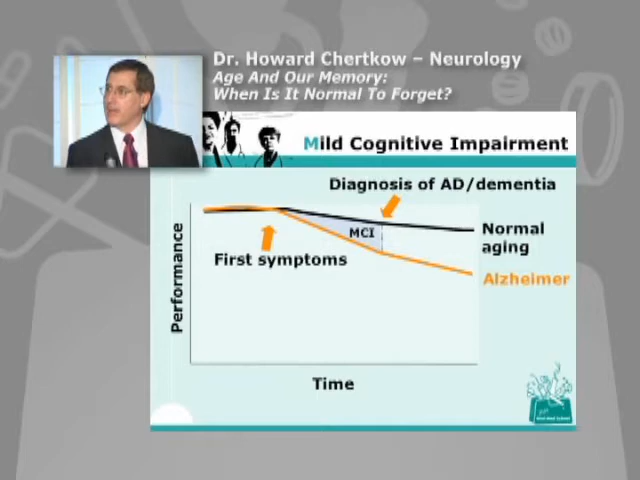 Dr. Howard Chertkow – Neurology
Age And Our Memory:
When Is It Normal To Forget?
Mild Cognitive Impairment
Diagnosis of AD/dementia
MCI
Normal
aging
First symptoms
Alzheimer
Performance
Time